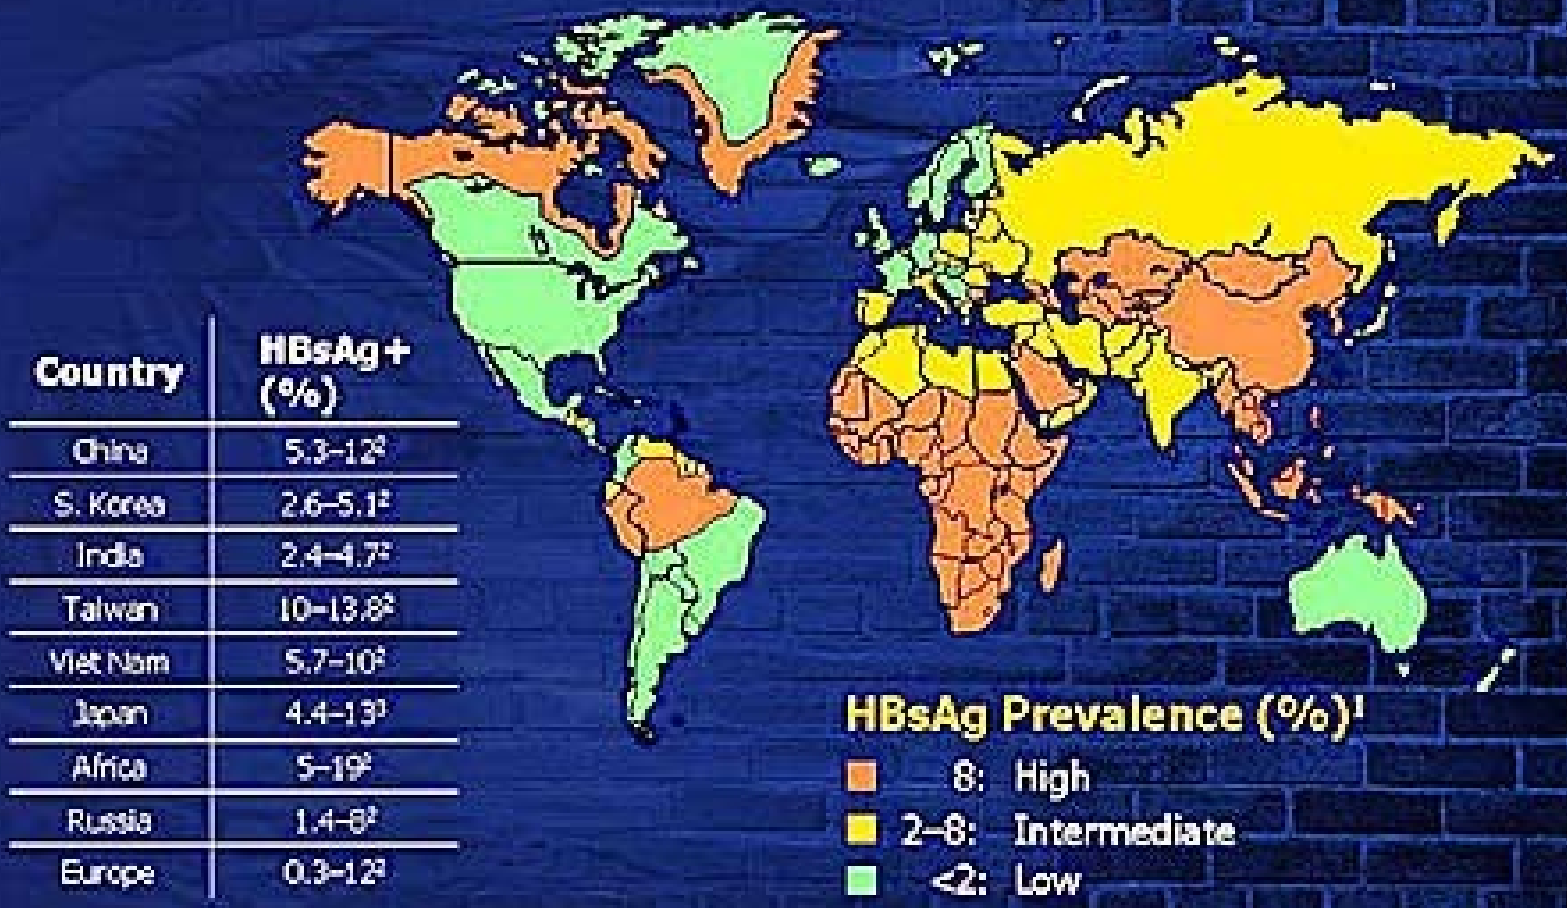 Country HBsAg+ (%)
China 5.3–12²
S. Korea 2.6–5.1²
India 2.4–4.7²
Taiwan 10–13.8²
Viet Nam 5.7–10²
Japan 4.4–13³
Africa 5–19²
Russia 1.4–8²
Europe 0.3–12²
HBsAg Prevalence (%)¹
8: High
2–8: Intermediate
<2: Low